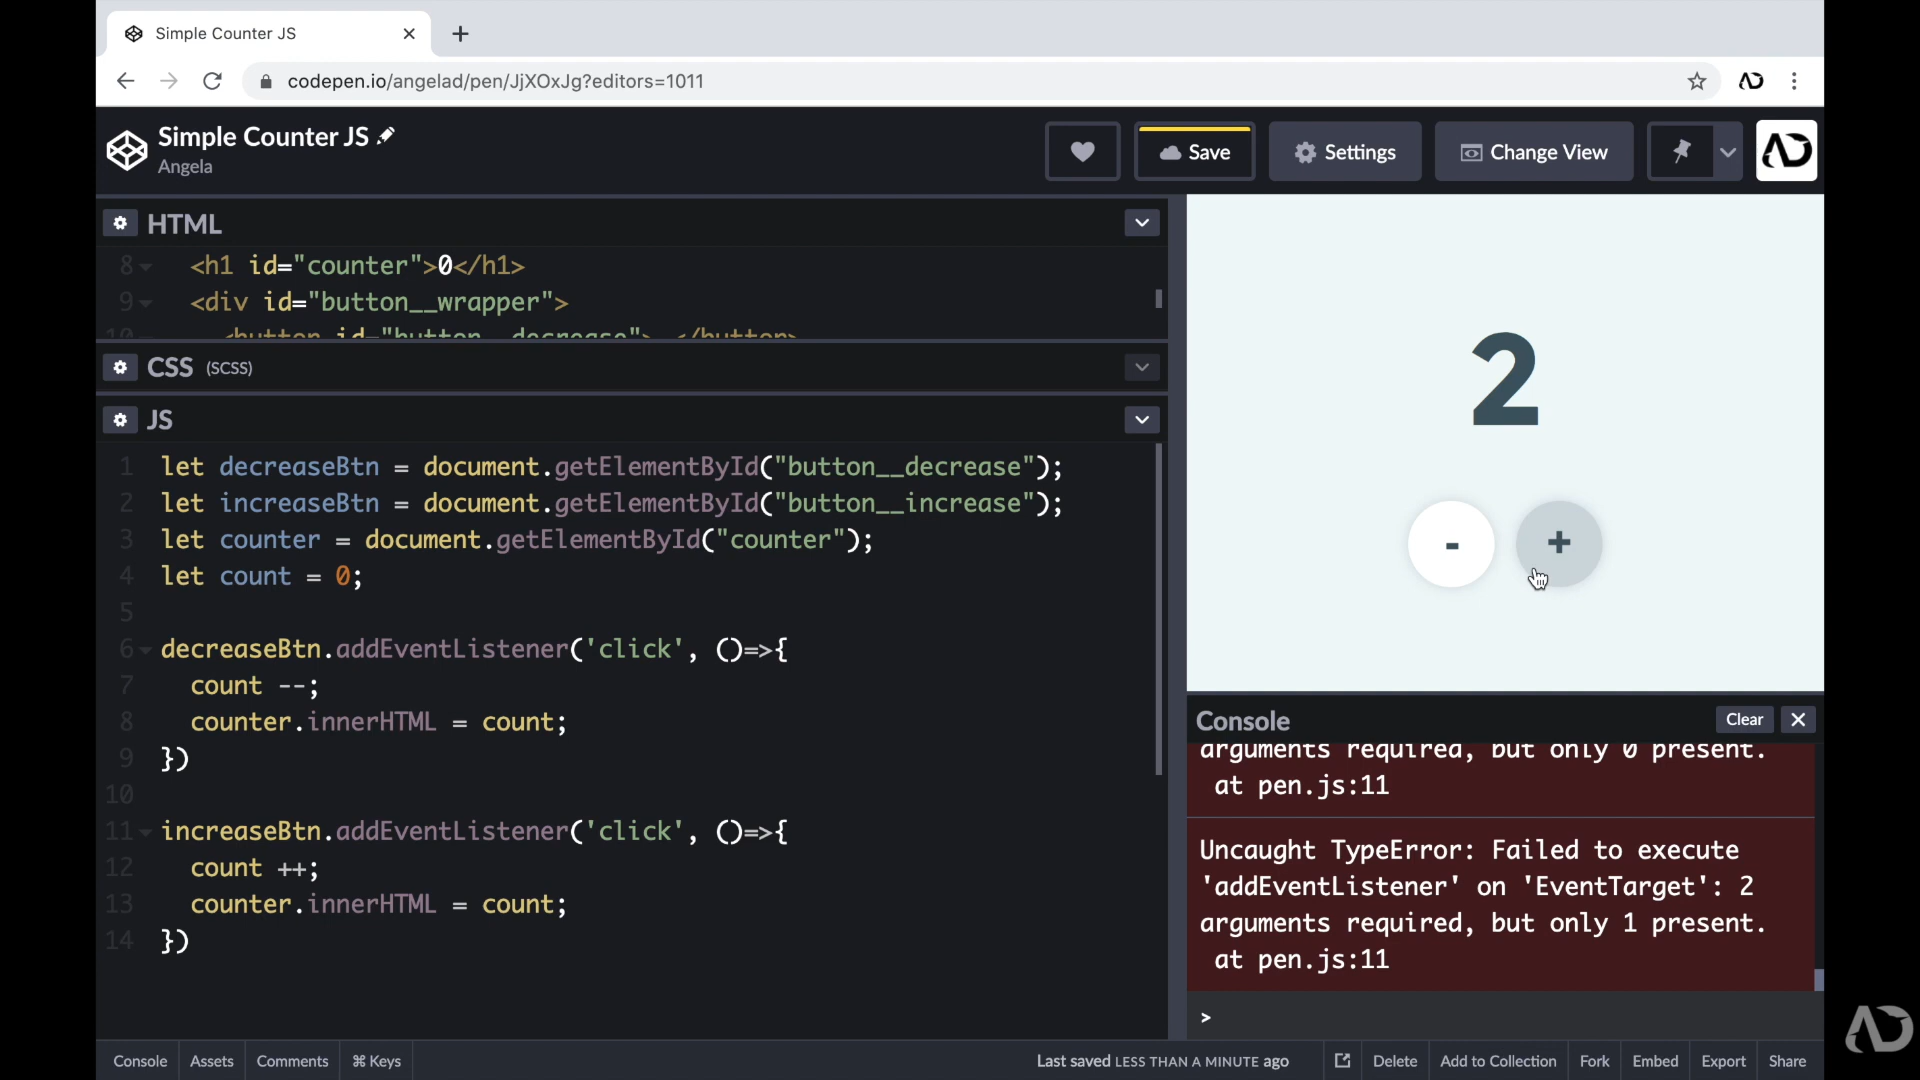 Simple Counter JS
codepen.io/angelad/pen/JjXOxJg?editors=1011
Simple Counter JS
Angela
Save
Settings
Change View
HTML
8 <h1 id="counter">0</h1>
9 <div id="button__wrapper">
10 <button id="button__decrease">-</button>
CSS (SCSS)
JS
1 let decreaseBtn = document.getElementById("button__decrease");
2 let increaseBtn = document.getElementById("button__increase");
3 let counter = document.getElementById("counter");
4 let count = 0;
5
6 decreaseBtn.addEventListener('click', ()=>{
7 count --;
8 counter.innerHTML = count;
9 })
10
11 increaseBtn.addEventListener('click', ()=>{
12 count ++;
13 counter.innerHTML = count;
14 })
2
- +
Console
Clear
arguments required, but only 0 present.
at pen.js:11
Uncaught TypeError: Failed to execute
'addEventListener' on 'EventTarget': 2
arguments required, but only 1 present.
at pen.js:11
>
Console Assets Comments ⌘ Keys
Last saved LESS THAN A MINUTE ago
Delete Add to Collection Fork Embed Export Share